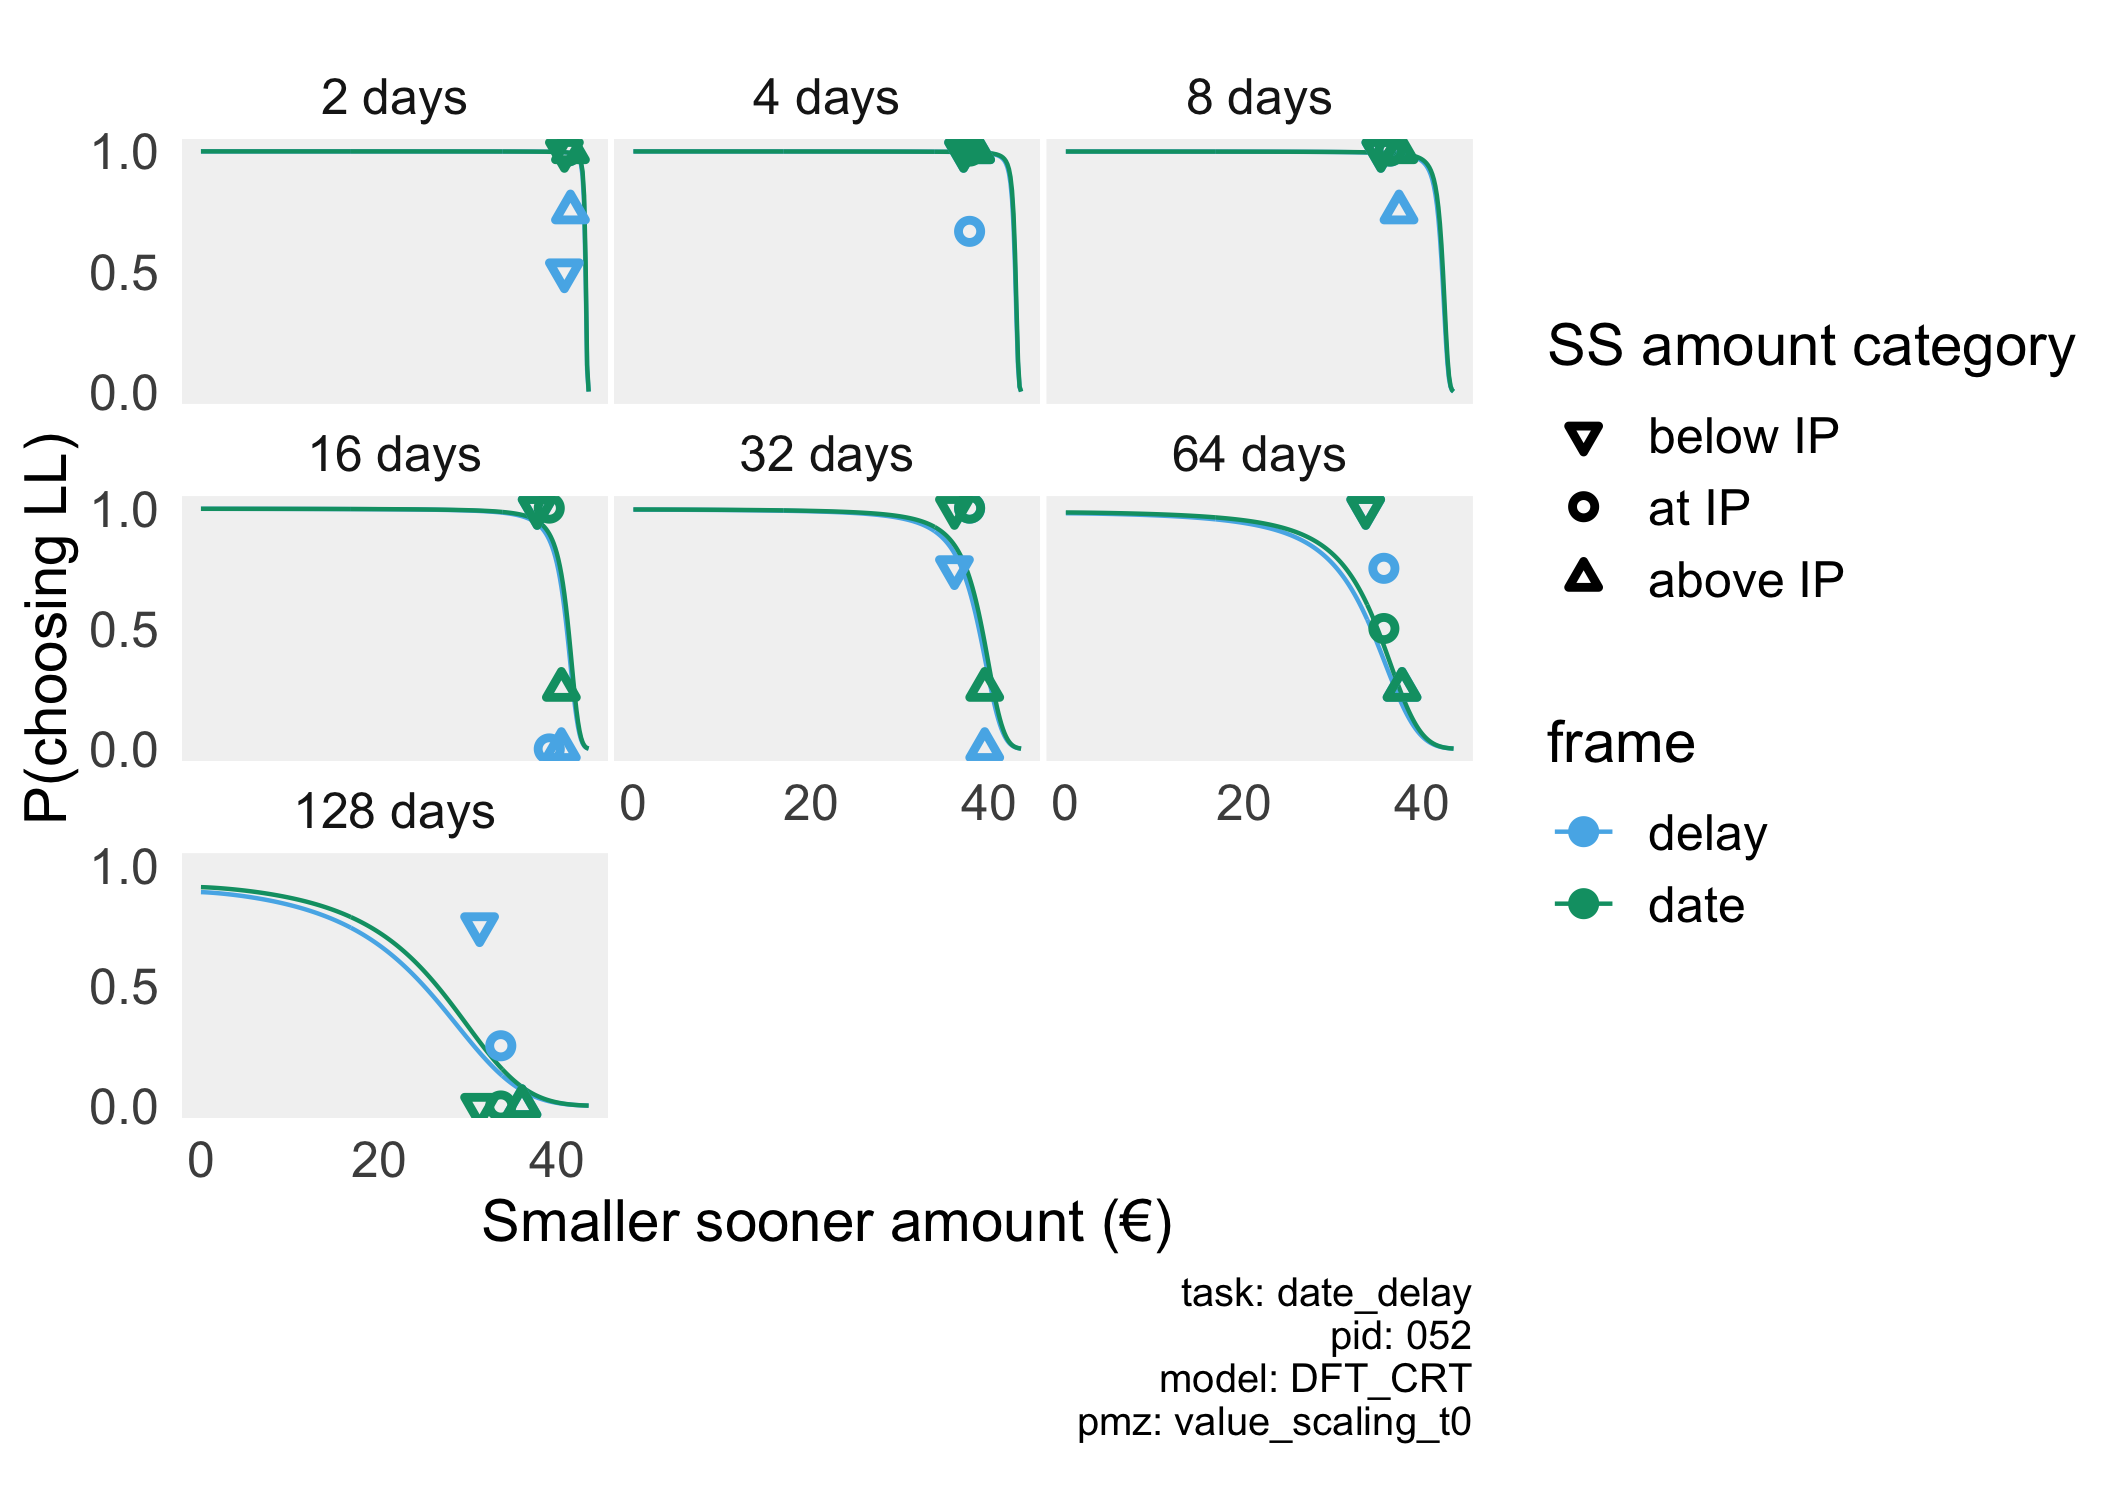 2 days
4 days
8 days
1.0
0.5
0.0
16 days
32 days
64 days
1.0
0.5
0.0
0 20 40
0 20 40
128 days
1.0
0.5
0.0
0 20 40
P(choosing LL)
Smaller sooner amount (€)
SS amount category
below IP
at IP
above IP
frame
delay
date
task: date_delay
pid: 052
model: DFT_CRT
pmz: value_scaling_t0